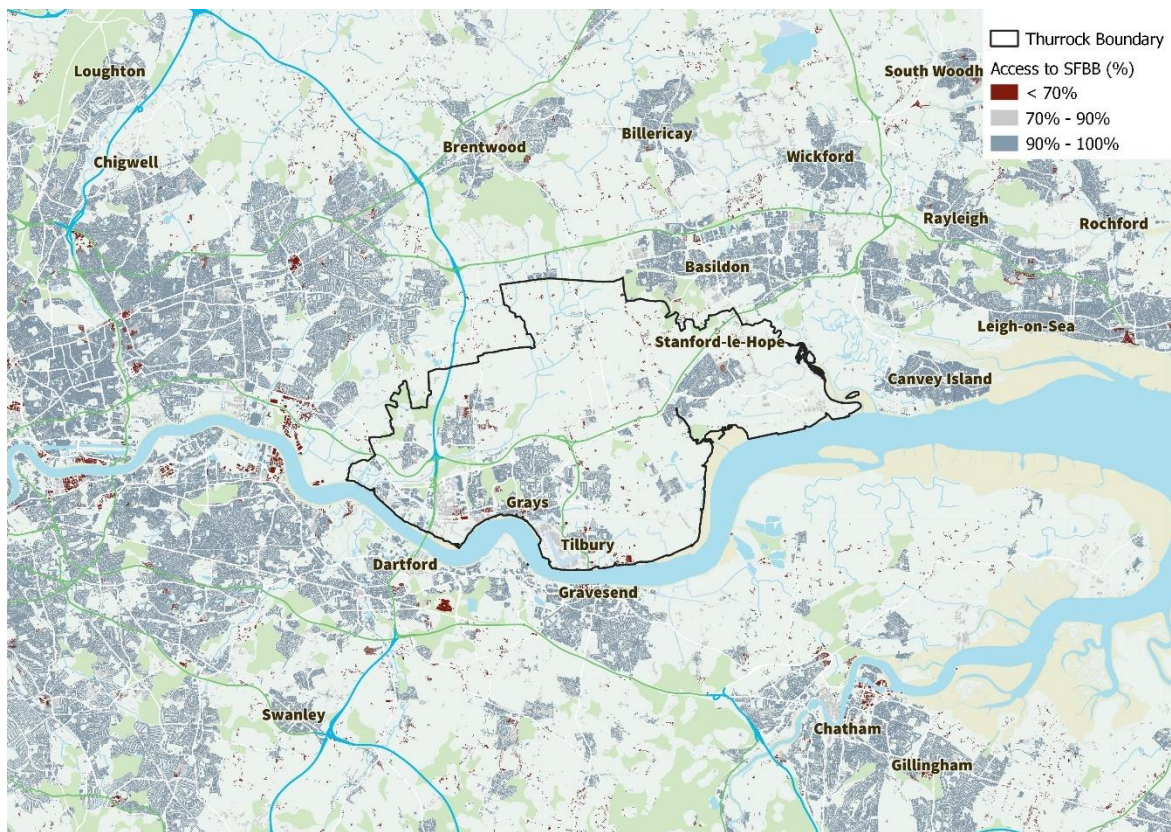 Thurrock Boundary
Access to SFBB (%)
< 70%
70% - 90%
90% - 100%
Loughton
South Woodh
Billericay
Brentwood
Wickford
Chigwell
Rayleigh
Rochford
Basildon
Leigh-on-Sea
Stanford-le-Hope
Canvey Island
Grays
Tilbury
Dartford
Gravesend
Swanley
Chatham
Gillingham